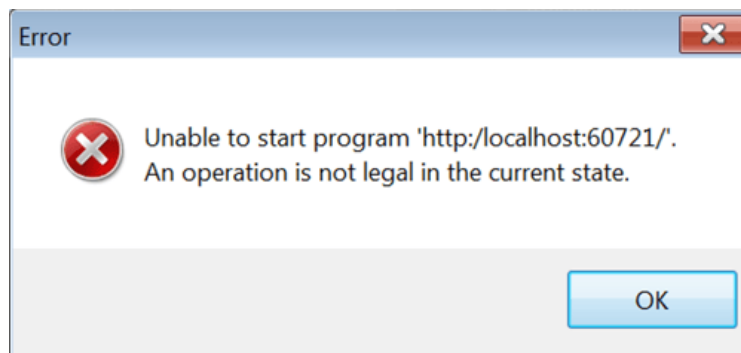 Error
Unable to start program 'http:/localhost:60721/'.
An operation is not legal in the current state.
OK